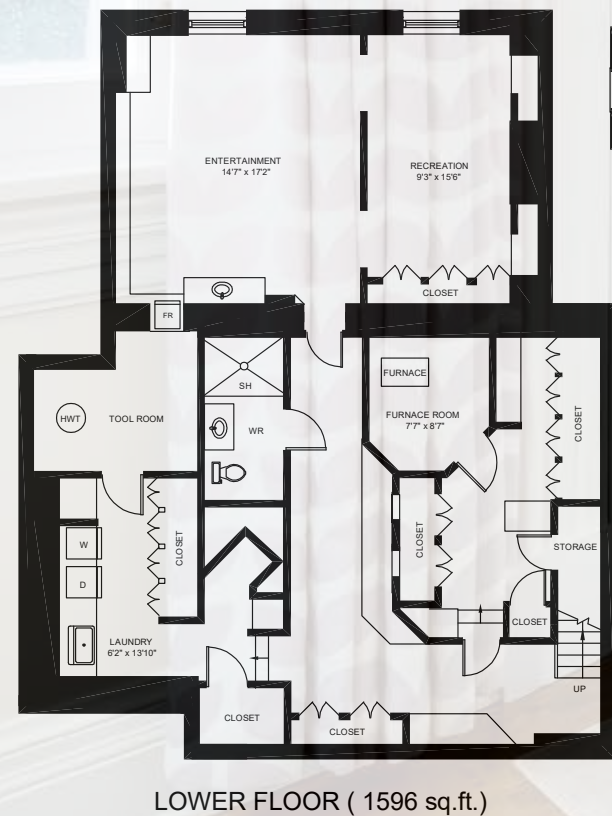 ENTERTAINMENT
14'7" x 17'2"
RECREATION
9'3" x 15'6"
CLOSET
FR
FURNACE
SH
HWT
TOOL ROOM
WR
FURNACE ROOM
7'7" x 8'7"
CLOSET
W
D
CLOSET
CLOSET
STORAGE
LAUNDRY
6'2" x 13'10"
CLOSET
UP
CLOSET
CLOSET
LOWER FLOOR ( 1596 sq.ft.)